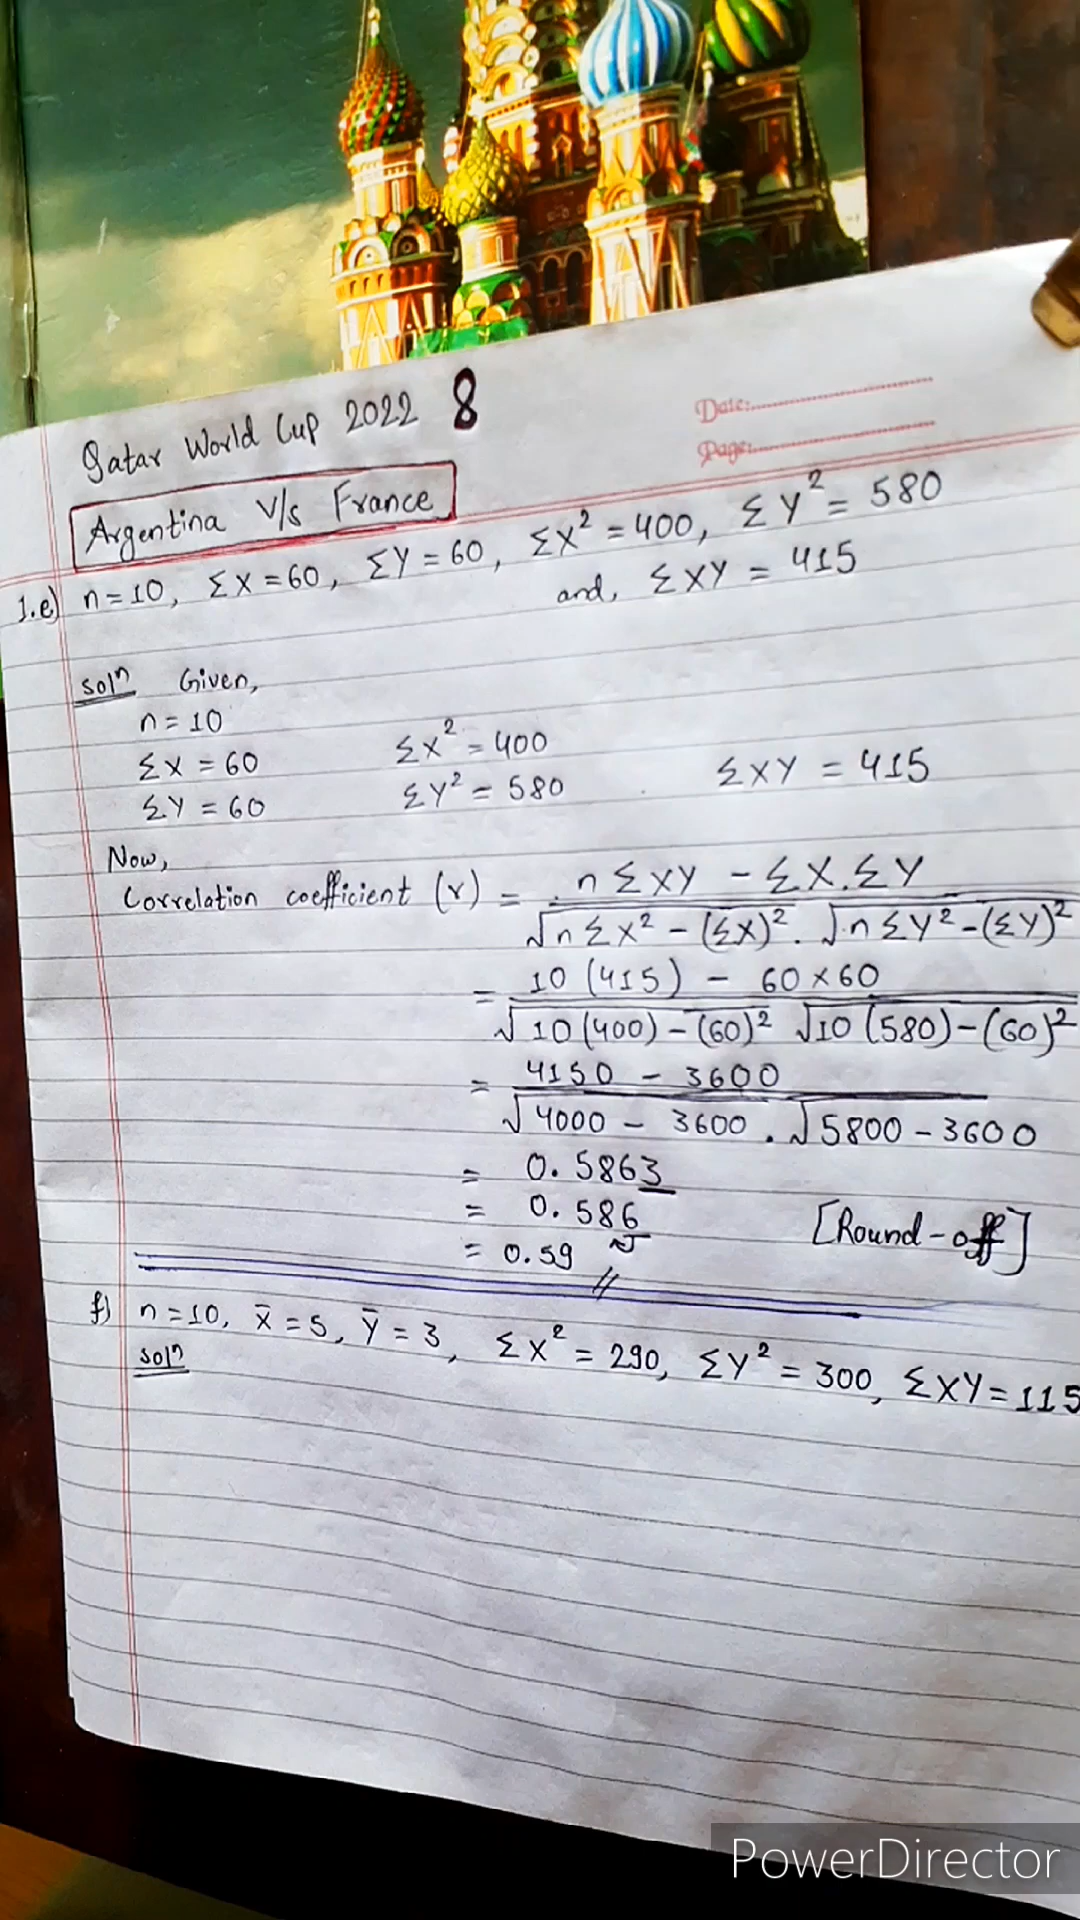 Qatar World Cup 2022 8
Date:
Argentina V/s France
Page:
1.e) n = 10, ΣX = 60, ΣY = 60, ΣX² = 400, ΣY² = 580
and, ΣXY = 415
Solⁿ Given,
n = 10
ΣX = 60 ΣX² = 400 ΣXY = 415
ΣY = 60 ΣY² = 580
Now,
Correlation coefficient (r) = nΣXY - ΣX.ΣY
√nΣX² - (ΣX)² . √nΣY² - (ΣY)²
= 10 (415) - 60 × 60
√10(400) - (60)² √10(580) - (60)²
= 4150 - 3600
√4000 - 3600 . √5800 - 3600
= 0.5863
= 0.586 [Round-off]
= 0.59
f) n = 10, X̄ = 5, Ȳ = 3, ΣX² = 290, ΣY² = 300, ΣXY = 115
Solⁿ
PowerDirector